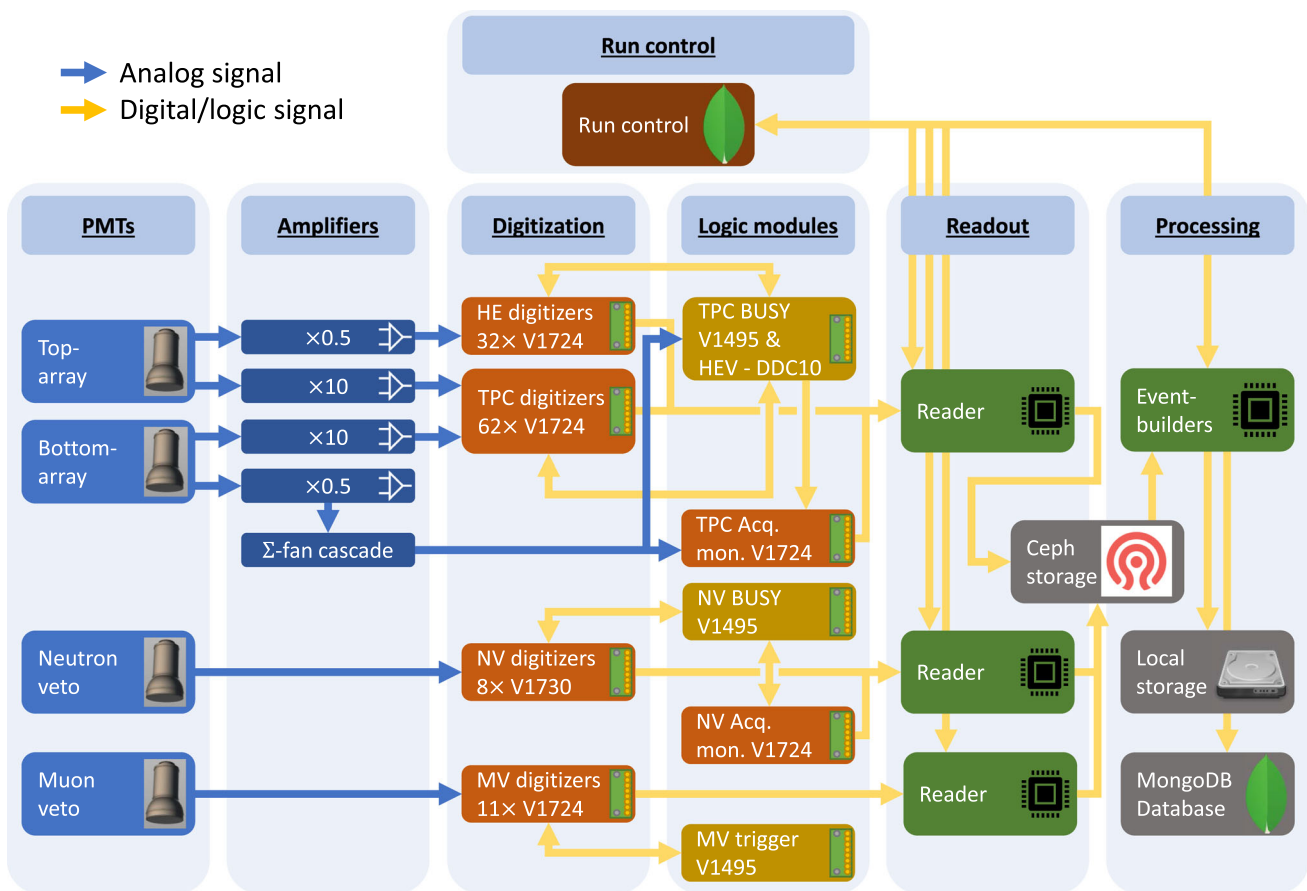 Analog signal
Digital/logic signal
Run control
Run control
PMTs
Amplifiers
Digitization
Logic modules
Readout
Processing
Top-
array
Bottom-
array
Neutron
veto
Muon
veto
×0.5
×10
×10
×0.5
Σ-fan cascade
HE digitizers
32× V1724
TPC digitizers
62× V1724
NV digitizers
8× V1730
MV digitizers
11× V1724
TPC BUSY
V1495 &
HEV - DDC10
TPC Acq.
mon. V1724
NV BUSY
V1495
NV Acq.
mon. V1724
MV trigger
V1495
Reader
Reader
Reader
Ceph
storage
Event-
builders
Local
storage
MongoDB
Database